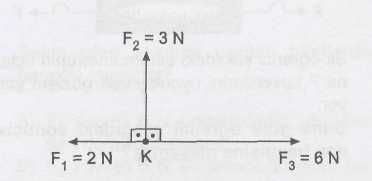 F₂ = 3 N
F₁ = 2 N K F₃ = 6 N